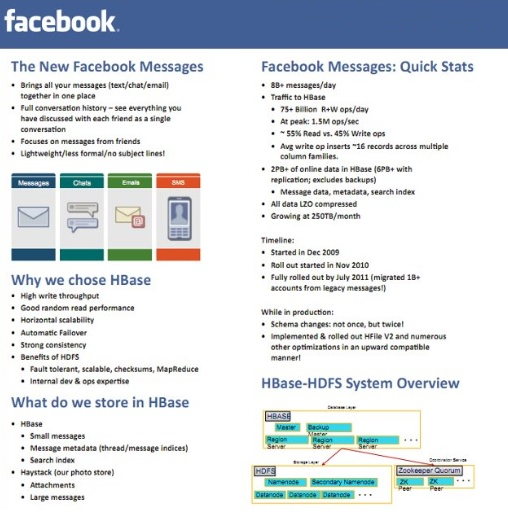 facebook.
The New Facebook Messages
• Brings all your messages (text/chat/email)
together in one place
• Full conversation history – see everything you
have discussed with each friend as a single
conversation
• Focuses on messages from friends
• Lightweight/less formal/no subject lines!
Messages Chats Emails SMS
Why we chose HBase
• High write throughput
• Good random read performance
• Horizontal scalability
• Automatic Failover
• Strong consistency
• Benefits of HDFS
• Fault tolerant, scalable, checksums, MapReduce
• Internal dev & ops expertise
What do we store in HBase
• HBase
• Small messages
• Message metadata (thread/message indices)
• Search index
• Haystack (our photo store)
• Attachments
• Large messages
Facebook Messages: Quick Stats
• 8B+ messages/day
• Traffic to HBase
• 75+ Billion R+W ops/day
• At peak: 1.5M ops/sec
• ~ 55% Read vs. 45% Write ops
• Avg write op inserts ~16 records across multiple
column families.
• 2PB+ of online data in HBase (6PB+ with
replication; excludes backups)
• Message data, metadata, search index
• All data LZO compressed
• Growing at 250TB/month
Timeline:
• Started in Dec 2009
• Roll out started in Nov 2010
• Fully rolled out by July 2011 (migrated 1B+
accounts from legacy messages!)
While in production:
• Schema changes: not once, but twice!
• Implemented & rolled out HFile V2 and numerous
other optimizations in an upward compatible
manner!
HBase-HDFS System Overview
Database Layer
HBASE
Master Backup
Master
Region Region Region
Server Server Server
Storage Layer
HDFS
Namenode Secondary Namenode
Datanode Datanode Datanode
Coordination Service
Zookeeper Quorum
ZK ZK
Peer Peer